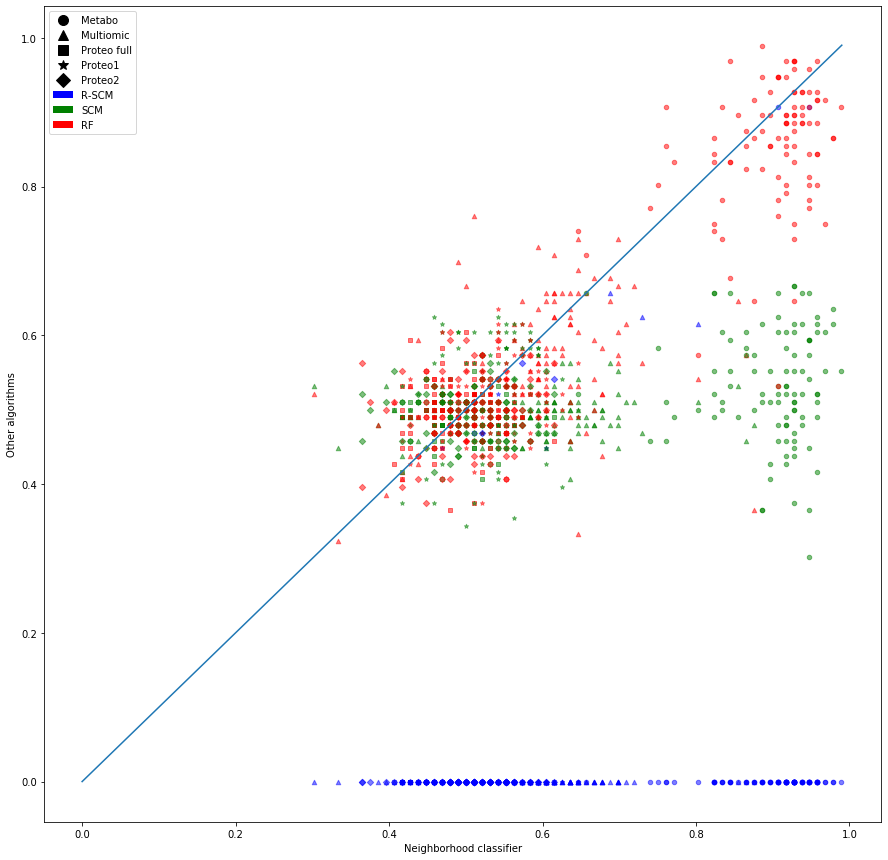 Metabo
Multiomic
Proteo full
Proteo1
Proteo2
R-SCM
SCM
RF
1.0
0.8
0.6
0.4
0.2
0.0
Other algorithms
0.0 0.2 0.4 0.6 0.8 1.0
Neighborhood classifier